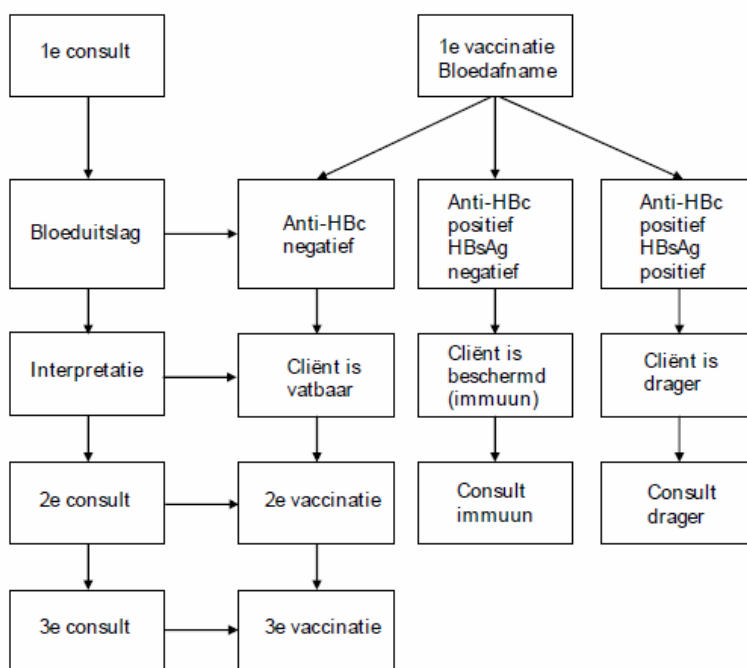 1e consult
1e vaccinatie
Bloedafname
Bloeduitslag
Anti-HBc
negatief
Anti-HBc
positief
HBsAg
negatief
Anti-HBc
positief
HBsAg
positief
Interpretatie
Cliënt is
vatbaar
Cliënt is
beschermd
(immuun)
Cliënt is
drager
2e consult
2e vaccinatie
Consult
immuun
Consult
drager
3e consult
3e vaccinatie